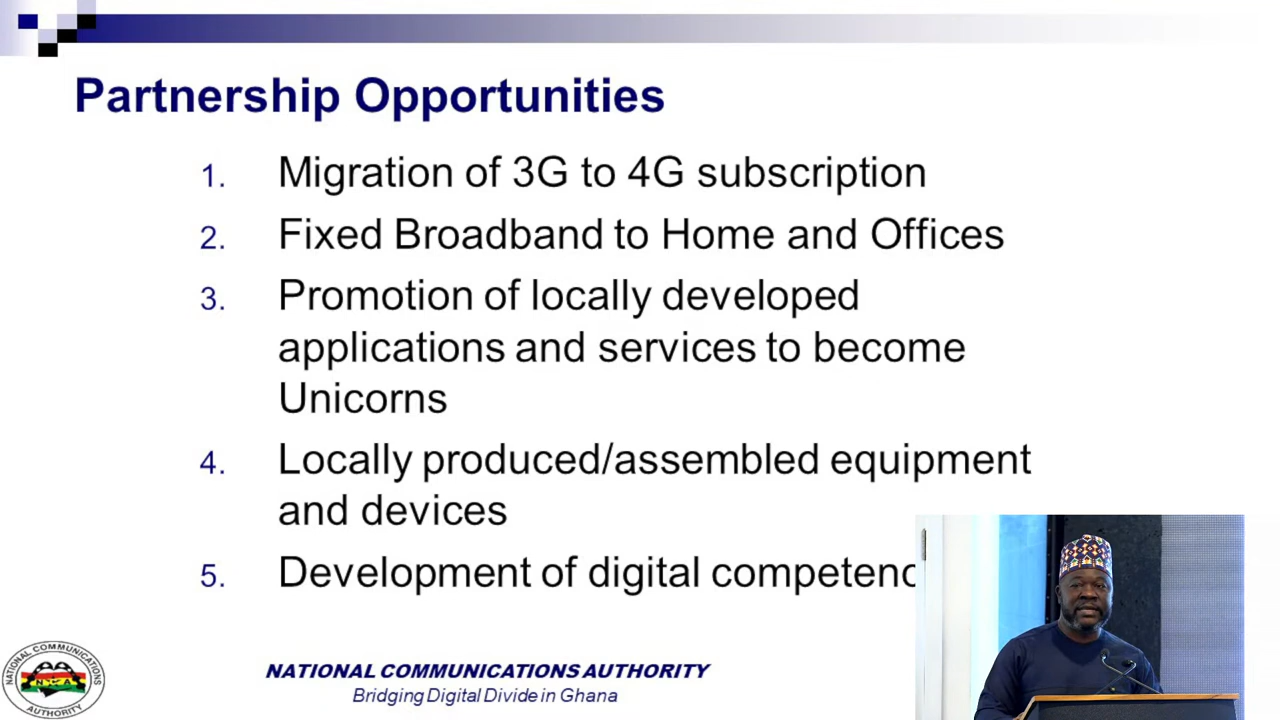 Partnership Opportunities
1. Migration of 3G to 4G subscription
2. Fixed Broadband to Home and Offices
3. Promotion of locally developed
applications and services to become
Unicorns
4. Locally produced/assembled equipment
and devices
5. Development of digital
NATIONAL COMMUNICATIONS AUTHORITY
Bridging Digital Divide in Ghana
NATIONAL COMMUNICATIONS
NCA
AUTHORITY